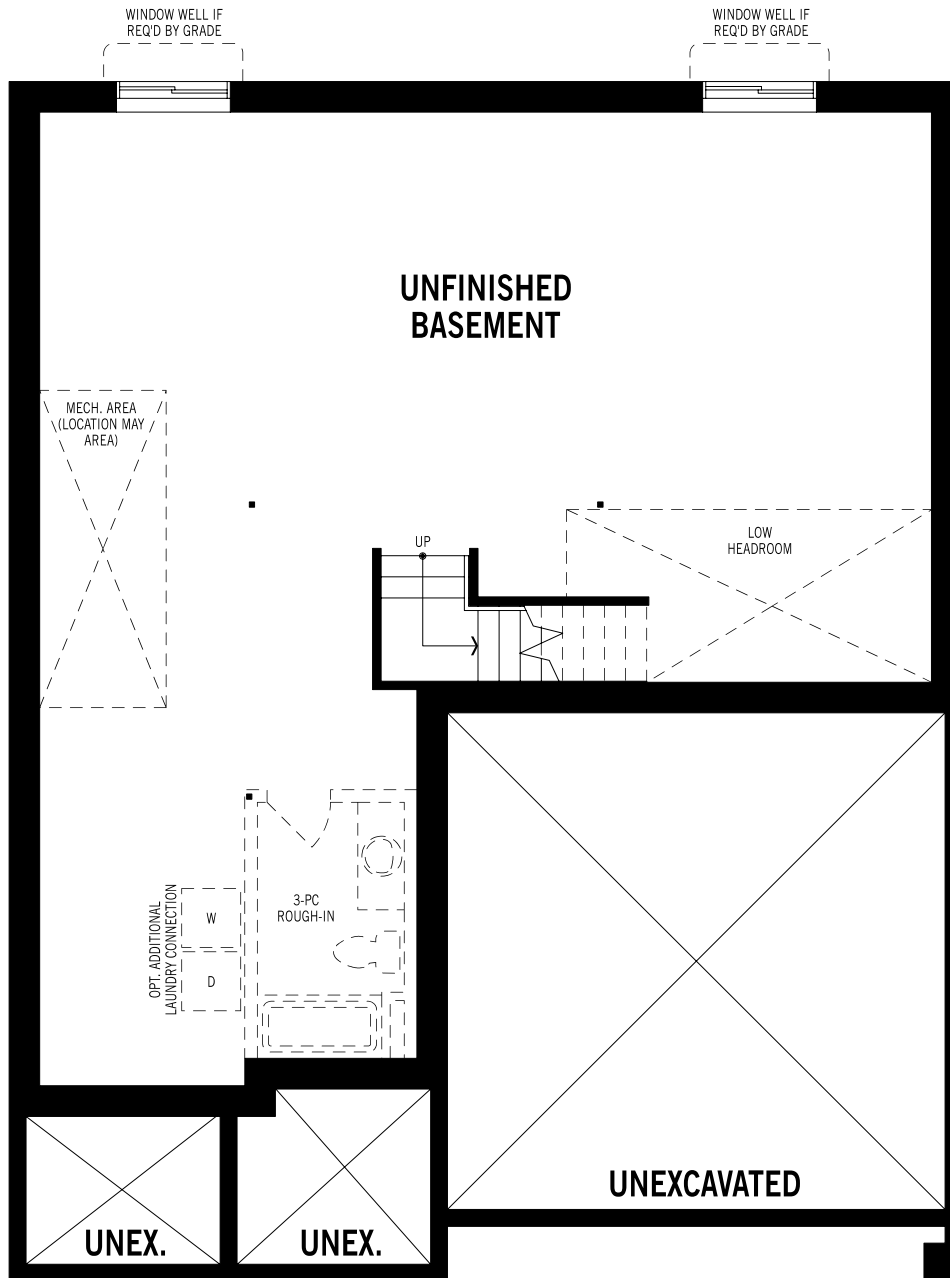 WINDOW WELL IF
REQ'D BY GRADE
WINDOW WELL IF
REQ'D BY GRADE
UNFINISHED
BASEMENT
MECH. AREA
(LOCATION MAY
AREA)
UP
LOW
HEADROOM
3-PC
ROUGH-IN
OPT. ADDITIONAL
LAUNDRY CONNECTION
W
D
UNEXCAVATED
UNEX.
UNEX.